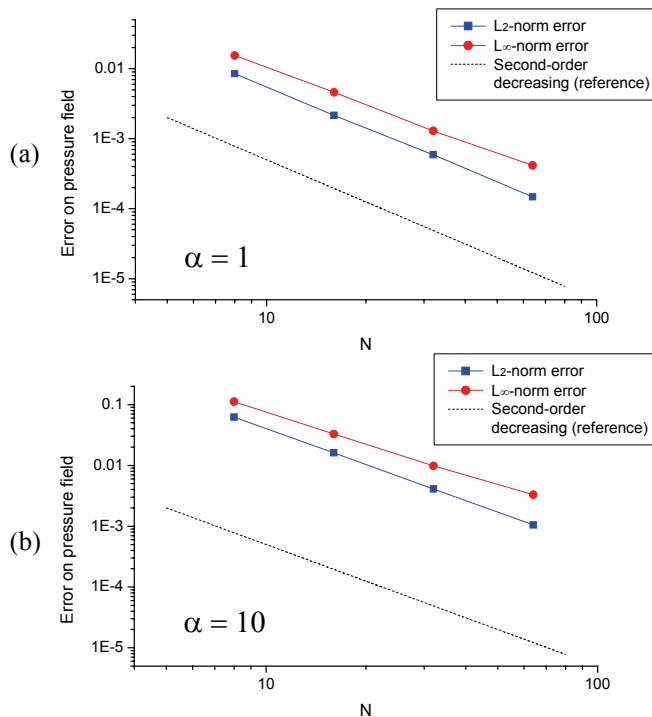 L2-norm error
L∞-norm error
Second-order
decreasing (reference)
0.01
1E-3
1E-4
1E-5
Error on pressure field
(a)
α = 1
10
100
N
L2-norm error
L∞-norm error
Second-order
decreasing (reference)
0.1
0.01
1E-3
1E-4
1E-5
Error on pressure field
(b)
α = 10
10
100
N